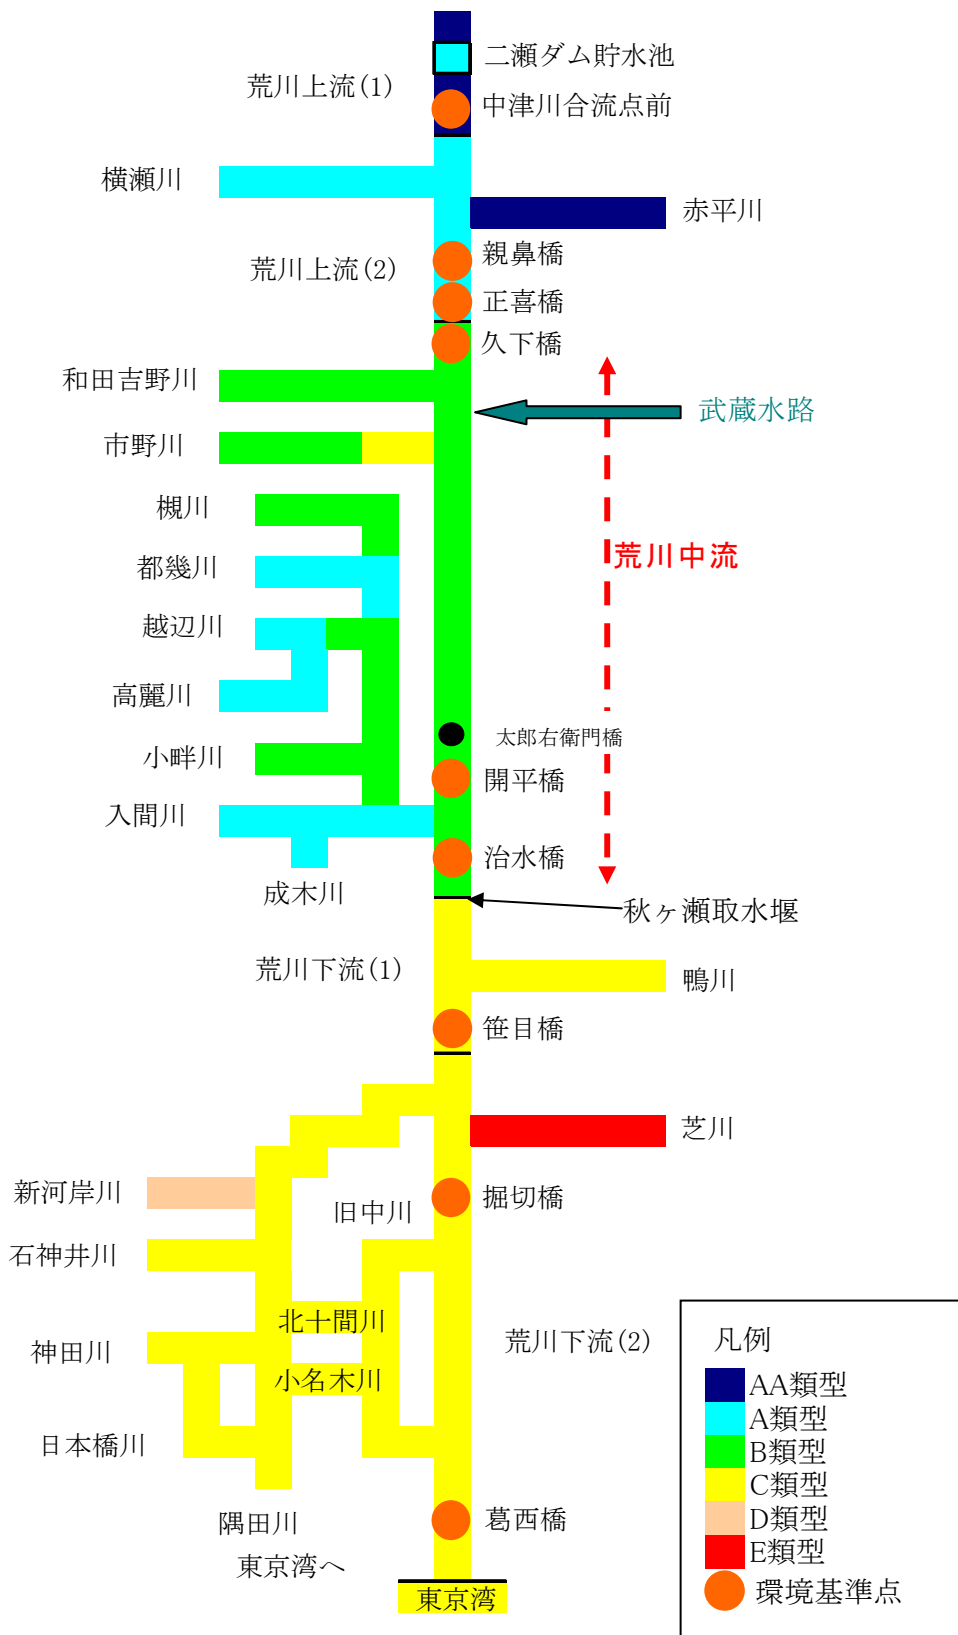 二瀬ダム貯水池
荒川上流(1)
中津川合流点前
横瀬川
赤平川
親鼻橋
荒川上流(2)
正喜橋
久下橋
和田吉野川
武蔵水路
市野川
槻川
荒川中流
都幾川
越辺川
高麗川
太郎右衛門橋
小畔川
開平橋
入間川
治水橋
成木川
秋ヶ瀬取水堰
荒川下流(1)
鴨川
笹目橋
芝川
新河岸川
旧中川
掘切橋
石神井川
北十間川
荒川下流(2)
神田川
小名木川
日本橋川
隅田川
葛西橋
東京湾へ
東京湾
凡例
AA類型
A類型
B類型
C類型
D類型
E類型
環境基準点